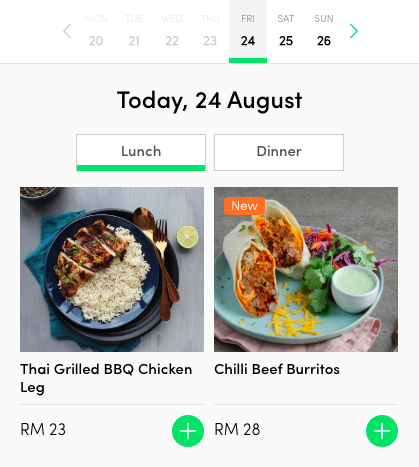 MON TUE WED THU FRI SAT SUN
20 21 22 23 24 25 26
Today, 24 August
Lunch Dinner
New
Thai Grilled BBQ Chicken
Leg
Chilli Beef Burritos
RM 23
RM 28